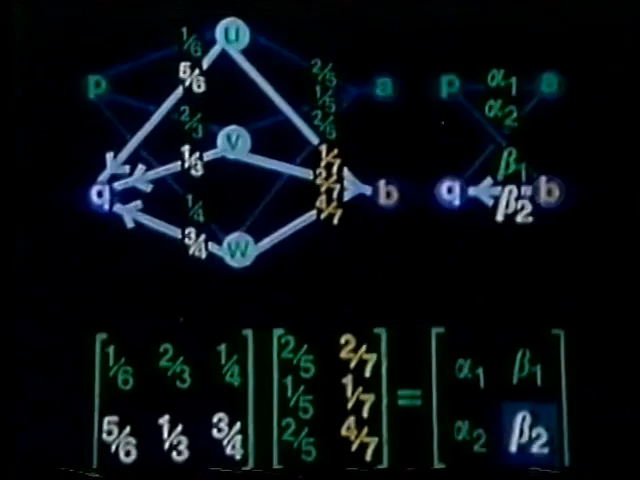 u
1/6
5/6
p
2/5
1/5
2/5
a
p
α₁
a
α₂
2/3
v
1/3
1/7
2/7
4/7
β₁
q
b
q
β₂
b
1/4
3/4
w
1/6 2/3 1/4 2/5 2/7 α₁ β₁
1/5 1/7 =
5/6 1/3 3/4 2/5 4/7 α₂ β₂